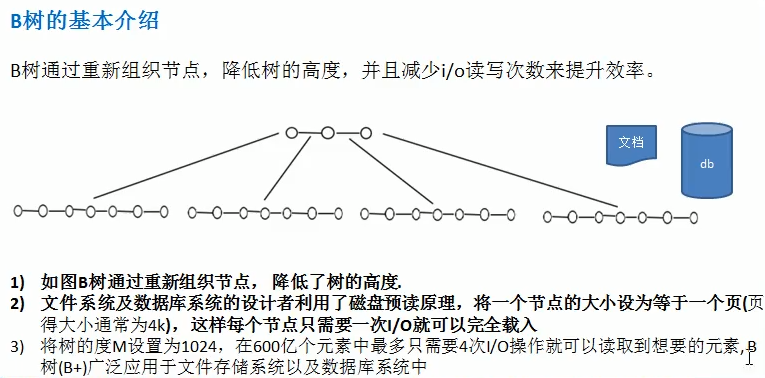 B树的基本介绍
B树通过重新组织节点，降低树的高度，并且减少i/o读写次数来提升效率。
文档
db
1) 如图B树通过重新组织节点， 降低了树的高度.
2) 文件系统及数据库系统的设计者利用了磁盘预读原理，将一个节点的大小设为等于一个页(页
得大小通常为4k)，这样每个节点只需要一次I/O就可以完全载入
3) 将树的度M设置为1024，在600亿个元素中最多只需要4次I/O操作就可以读取到想要的元素, B
树(B+)广泛应用于文件存储系统以及数据库系统中